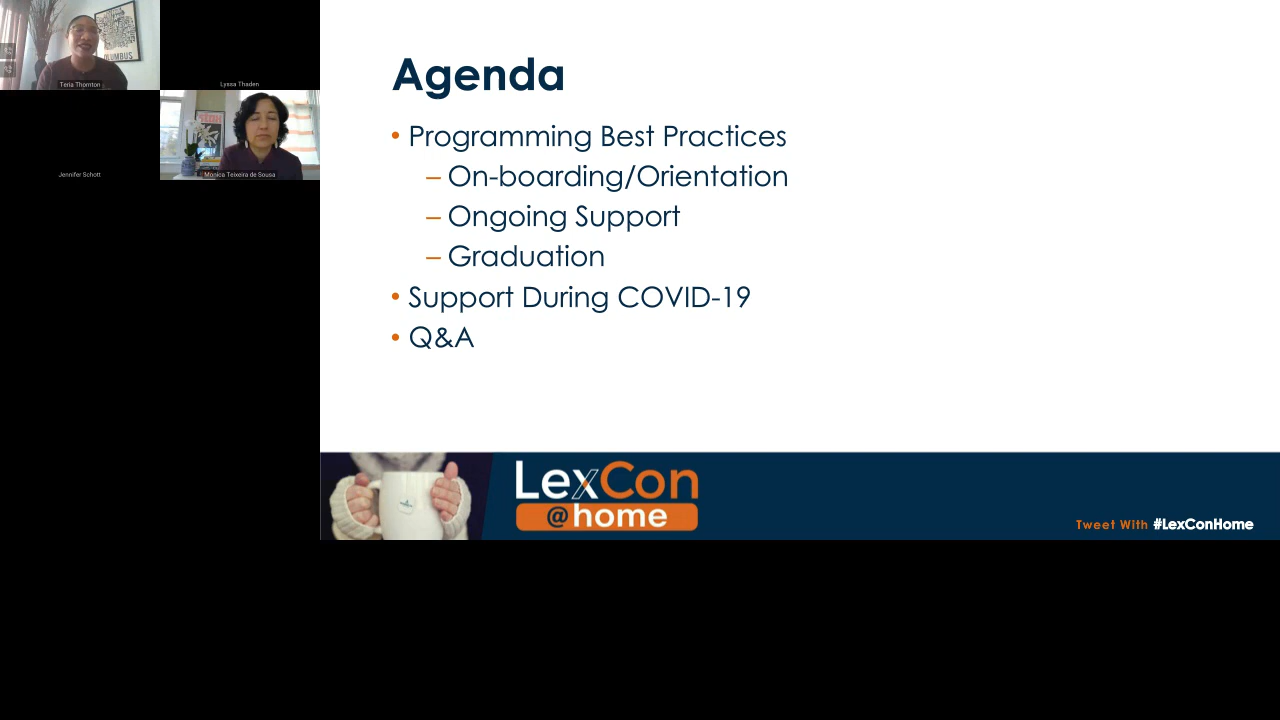 Teria Thornton
Lyssa Thaden
Jennifer Schott
Monica Teixeira de Sousa
Agenda
• Programming Best Practices
– On-boarding/Orientation
– Ongoing Support
– Graduation
• Support During COVID-19
• Q&A
LexCon
@home
Tweet With #LexConHome